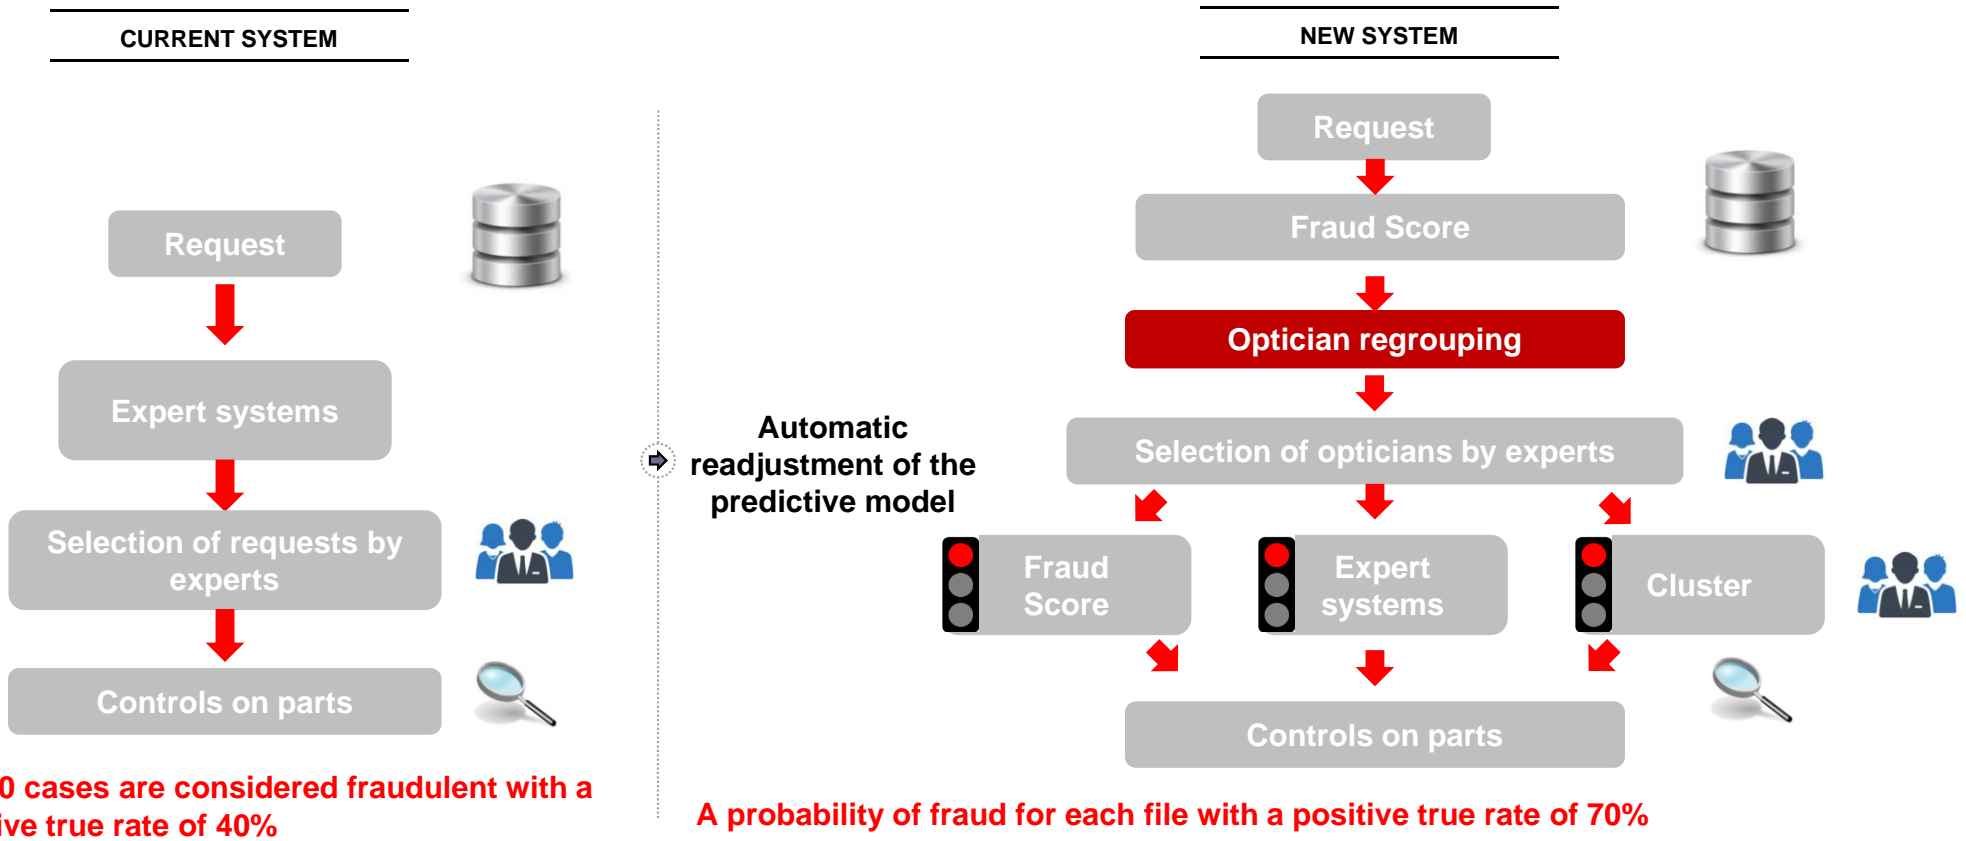 CURRENT SYSTEM
Request
Expert systems
Selection of requests by
experts
Controls on parts
0 cases are considered fraudulent with a
ive true rate of 40%
Automatic
readjustment of the
predictive model
NEW SYSTEM
Request
Fraud Score
Optician regrouping
Selection of opticians by experts
Fraud
Score
Expert
systems
Cluster
Controls on parts
A probability of fraud for each file with a positive true rate of 70%